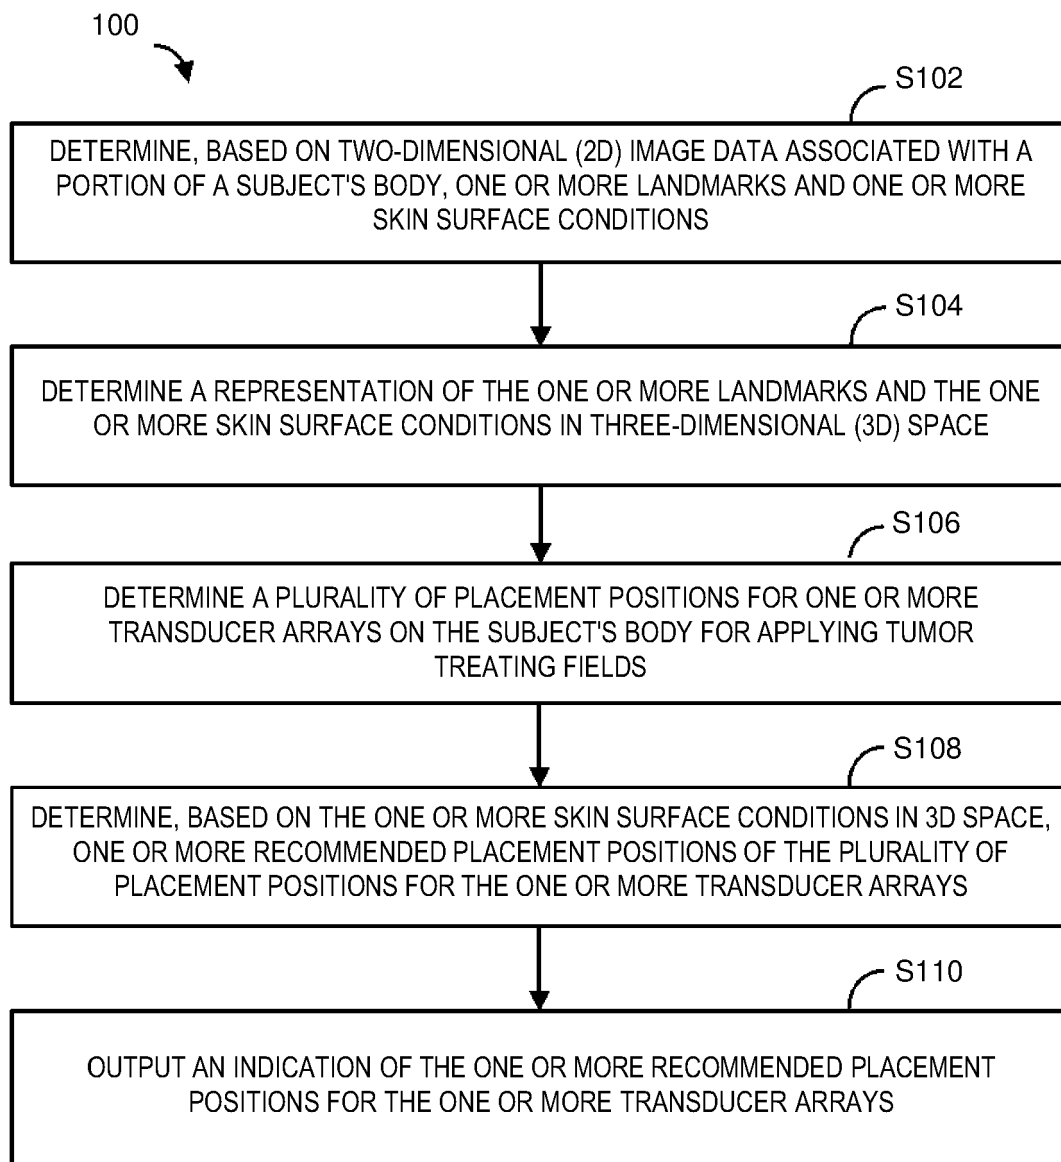 100
S102
DETERMINE, BASED ON TWO-DIMENSIONAL (2D) IMAGE DATA ASSOCIATED WITH A
PORTION OF A SUBJECT'S BODY, ONE OR MORE LANDMARKS AND ONE OR MORE
SKIN SURFACE CONDITIONS
S104
DETERMINE A REPRESENTATION OF THE ONE OR MORE LANDMARKS AND THE ONE
OR MORE SKIN SURFACE CONDITIONS IN THREE-DIMENSIONAL (3D) SPACE
S106
DETERMINE A PLURALITY OF PLACEMENT POSITIONS FOR ONE OR MORE
TRANSDUCER ARRAYS ON THE SUBJECT'S BODY FOR APPLYING TUMOR
TREATING FIELDS
S108
DETERMINE, BASED ON THE ONE OR MORE SKIN SURFACE CONDITIONS IN 3D SPACE,
ONE OR MORE RECOMMENDED PLACEMENT POSITIONS OF THE PLURALITY OF
PLACEMENT POSITIONS FOR THE ONE OR MORE TRANSDUCER ARRAYS
S110
OUTPUT AN INDICATION OF THE ONE OR MORE RECOMMENDED PLACEMENT
POSITIONS FOR THE ONE OR MORE TRANSDUCER ARRAYS